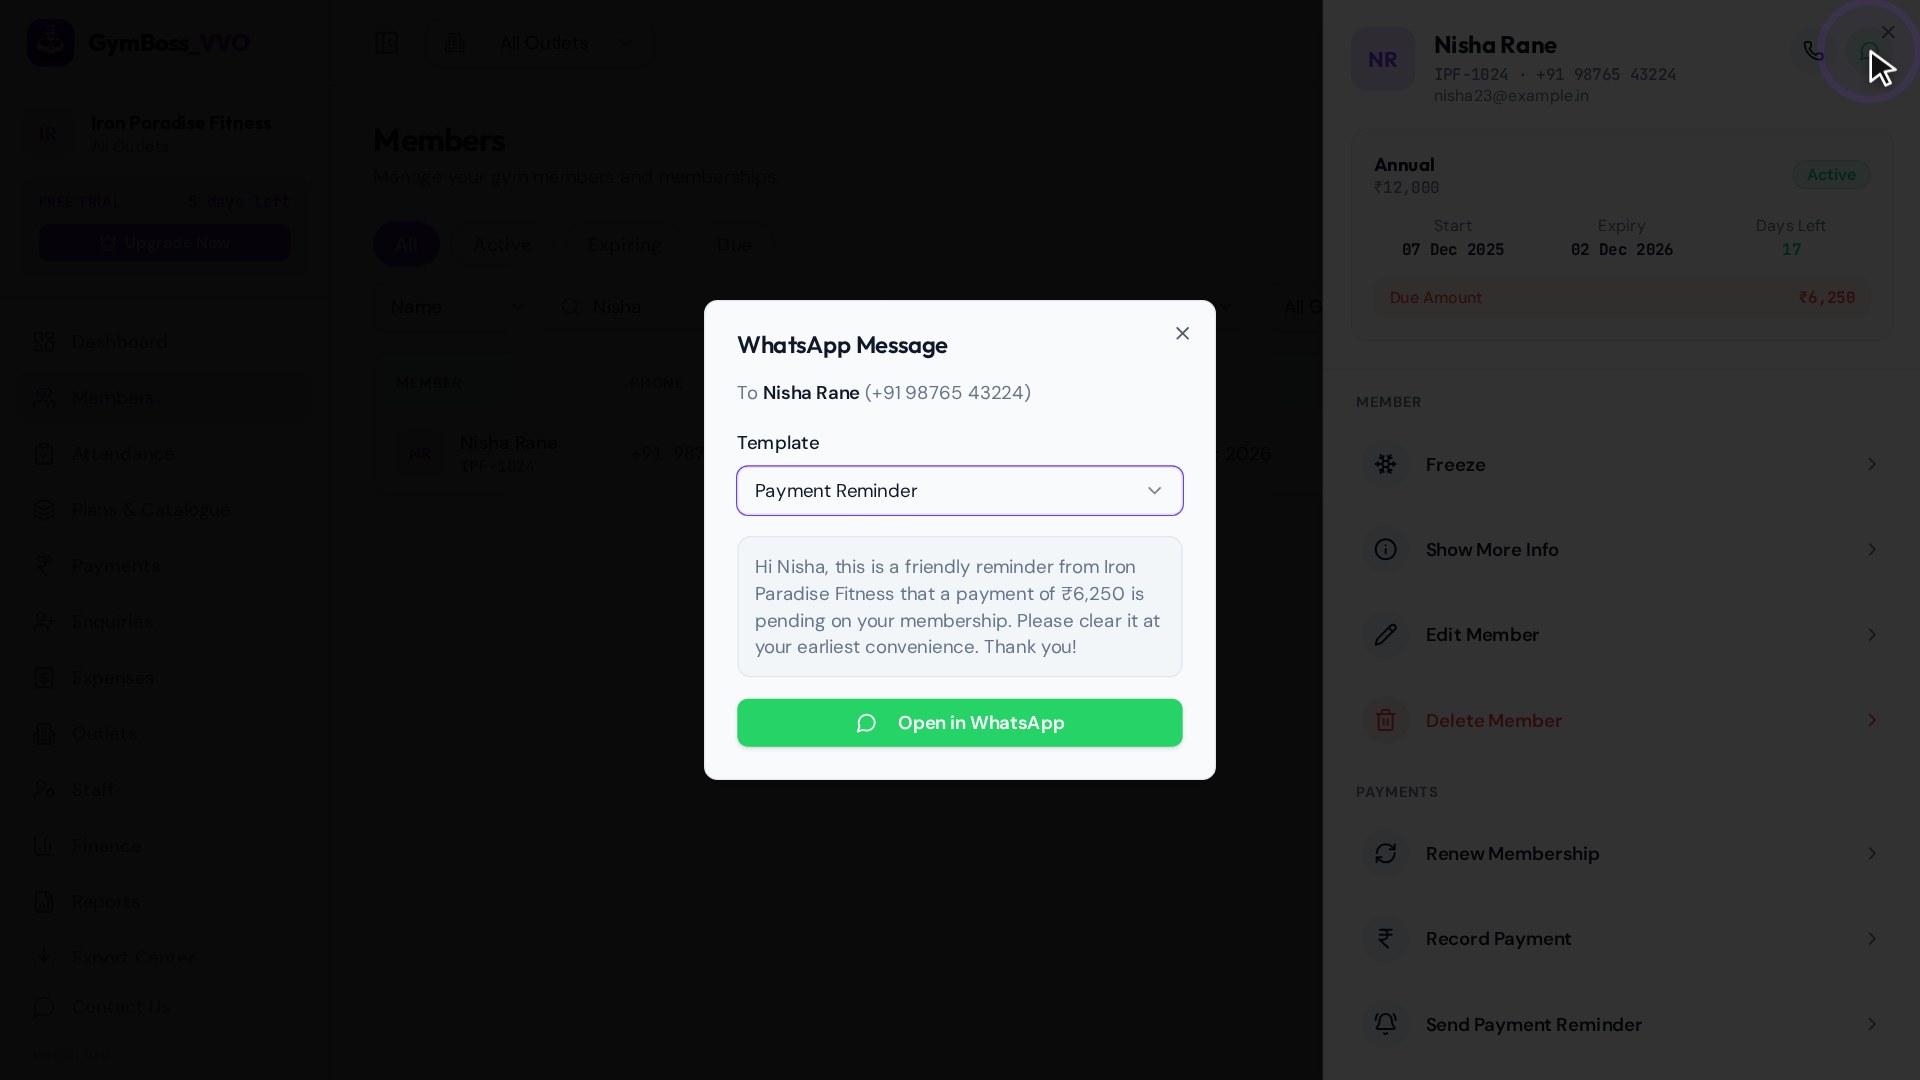 GymBoss_VVO
All Outlets
IR
Iron Paradise Fitness
All Outlets
FREE TRIAL
5 days left
Upgrade Now
Dashboard
Members
Attendance
Plans & Catalogue
Payments
Enquiries
Expenses
Outlets
Staff
Finance
Reports
Export Center
Contact Us
Members
Manage your gym members and memberships.
All
Active
Expiring
Due
Name
Nisha
All G
MEMBER
PHONE
NR
Nisha Rane
IPF-1024
+91 987
2026
WhatsApp Message
To Nisha Rane (+91 98765 43224)
Template
Payment Reminder
Hi Nisha, this is a friendly reminder from Iron
Paradise Fitness that a payment of ₹6,250 is
pending on your membership. Please clear it at
your earliest convenience. Thank you!
Open in WhatsApp
NR
Nisha Rane
IPF-1024 · +91 98765 43224
nisha23@example.in
Annual
₹12,000
Active
Start
Expiry
Days Left
07 Dec 2025
02 Dec 2026
17
Due Amount
₹6,250
MEMBER
Freeze
Show More Info
Edit Member
Delete Member
PAYMENTS
Renew Membership
Record Payment
Send Payment Reminder